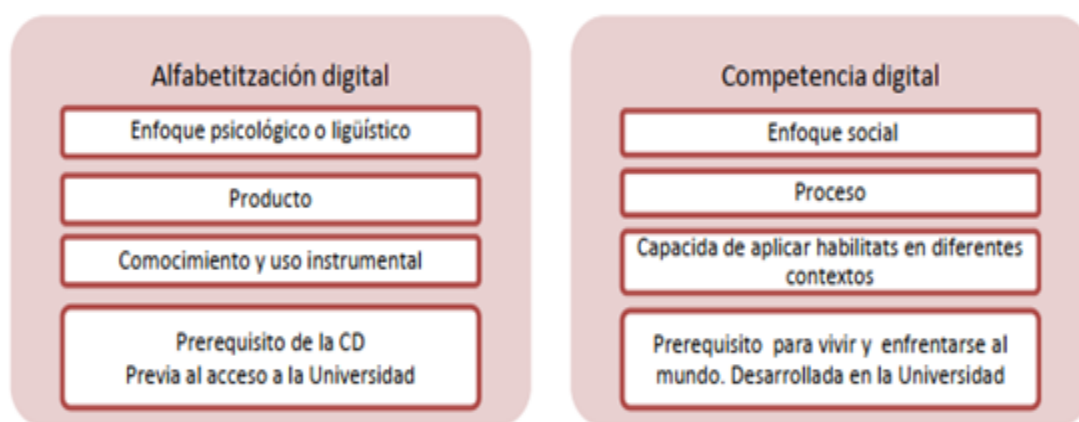 Alfabetitzación digital
Enfoque psicológico o ligüístico
Producto
Comocimiento y uso instrumental
Prerequisito de la CD
Previa al acceso a la Universidad
Competencia digital
Enfoque social
Proceso
Capacida de aplicar habilitats en diferentes
contextos
Prerequisito para vivir y enfrentarse al
mundo. Desarrollada en la Universidad